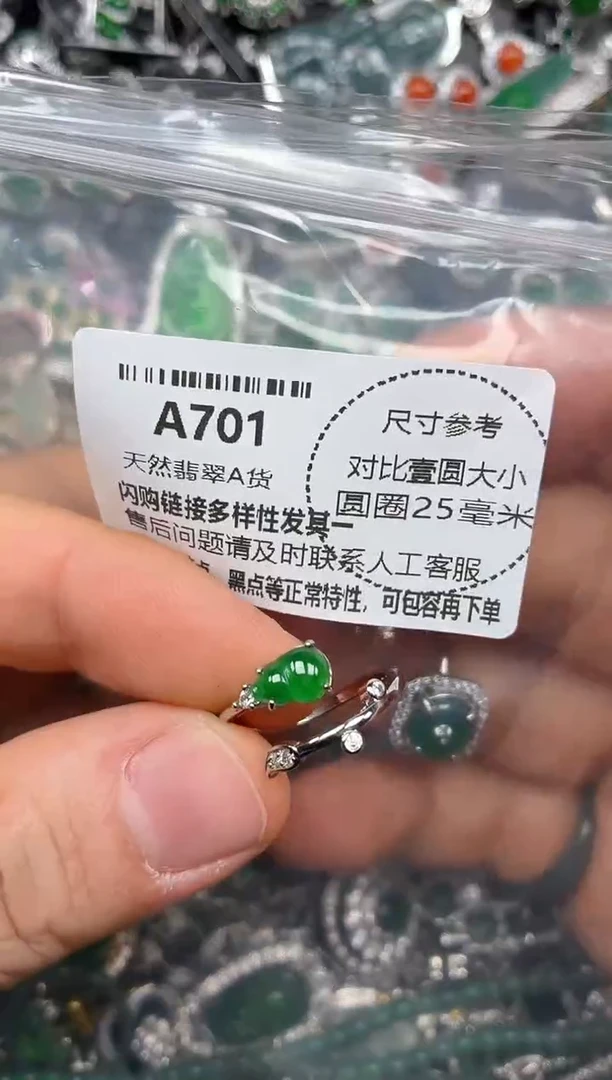 A701
尺寸参考
天然翡翠A货
对比壹圆大小
圆圈25毫米
闪购链接多样性发其一
售后问题请及时联系人工客服
点、黑点等正常特性，可包容再下单